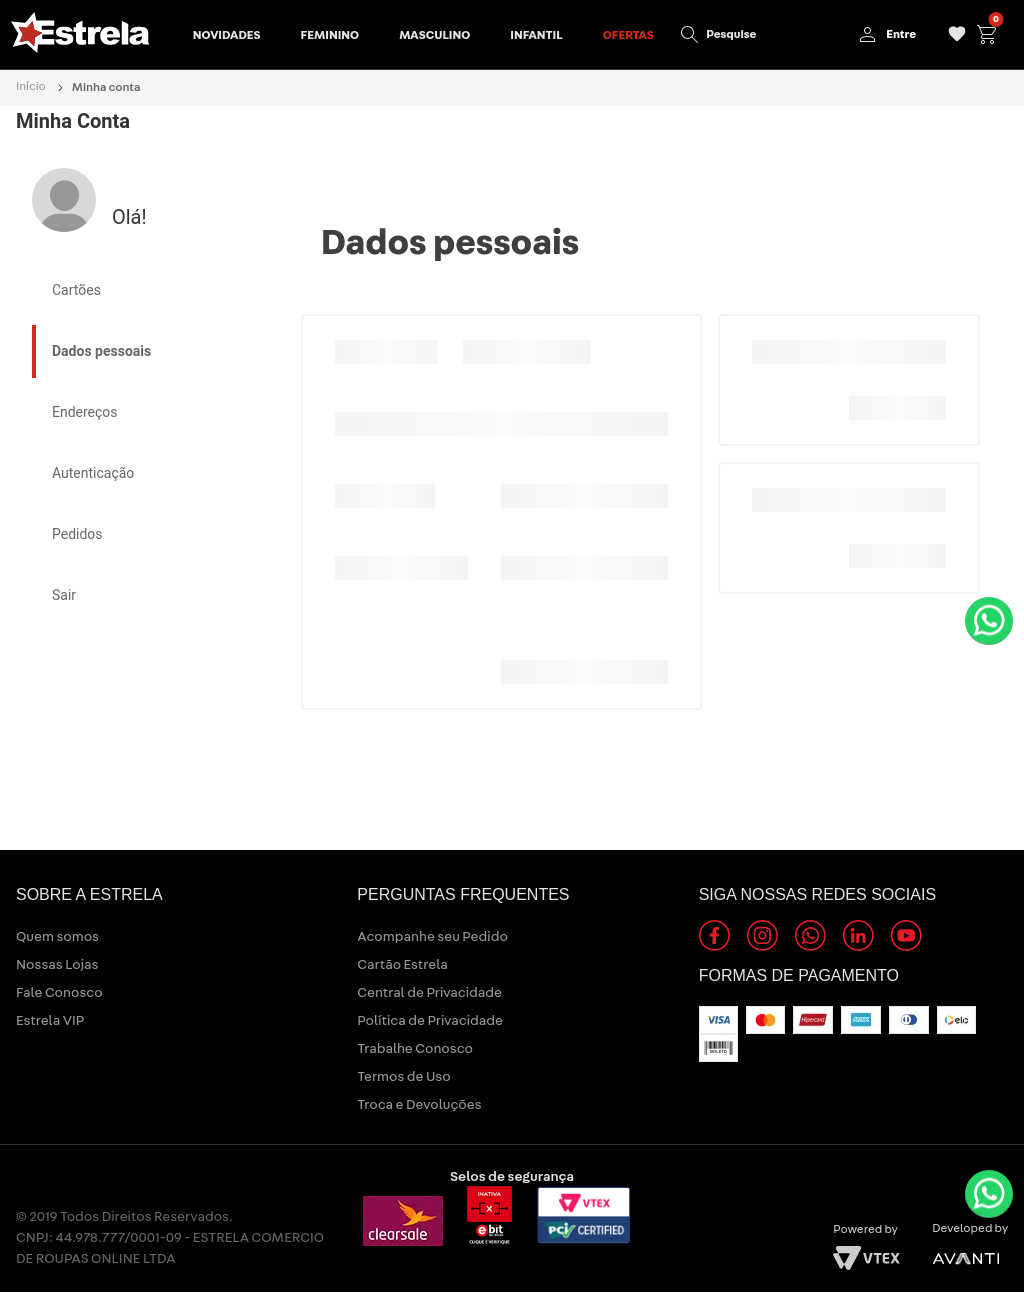 Estrela
NOVIDADES
FEMININO
MASCULINO
INFANTIL
OFERTAS
Pesquise
Entre
0
Início
Minha conta
Minha Conta
Olá!
Dados pessoais
Cartões
Dados pessoais
Endereços
Autenticação
Pedidos
Sair
SOBRE A ESTRELA
Quem somos
Nossas Lojas
Fale Conosco
Estrela VIP
PERGUNTAS FREQUENTES
Acompanhe seu Pedido
Cartão Estrela
Central de Privacidade
Política de Privacidade
Trabalhe Conosco
Termos de Uso
Troca e Devoluções
SIGA NOSSAS REDES SOCIAIS
in
FORMAS DE PAGAMENTO
VISA
Hipercard
elo
BOLETO
© 2019 Todos Direitos Reservados.
CNPJ: 44.978.777/0001-09 - ESTRELA COMERCIO
DE ROUPAS ONLINE LTDA
Selos de segurança
clearsale
INATIVA
X
ebit
CLIQUE E VERIFIQUE
VTEX
PCI CERTIFIED
Powered by
VTEX
Developed by
AVANTI